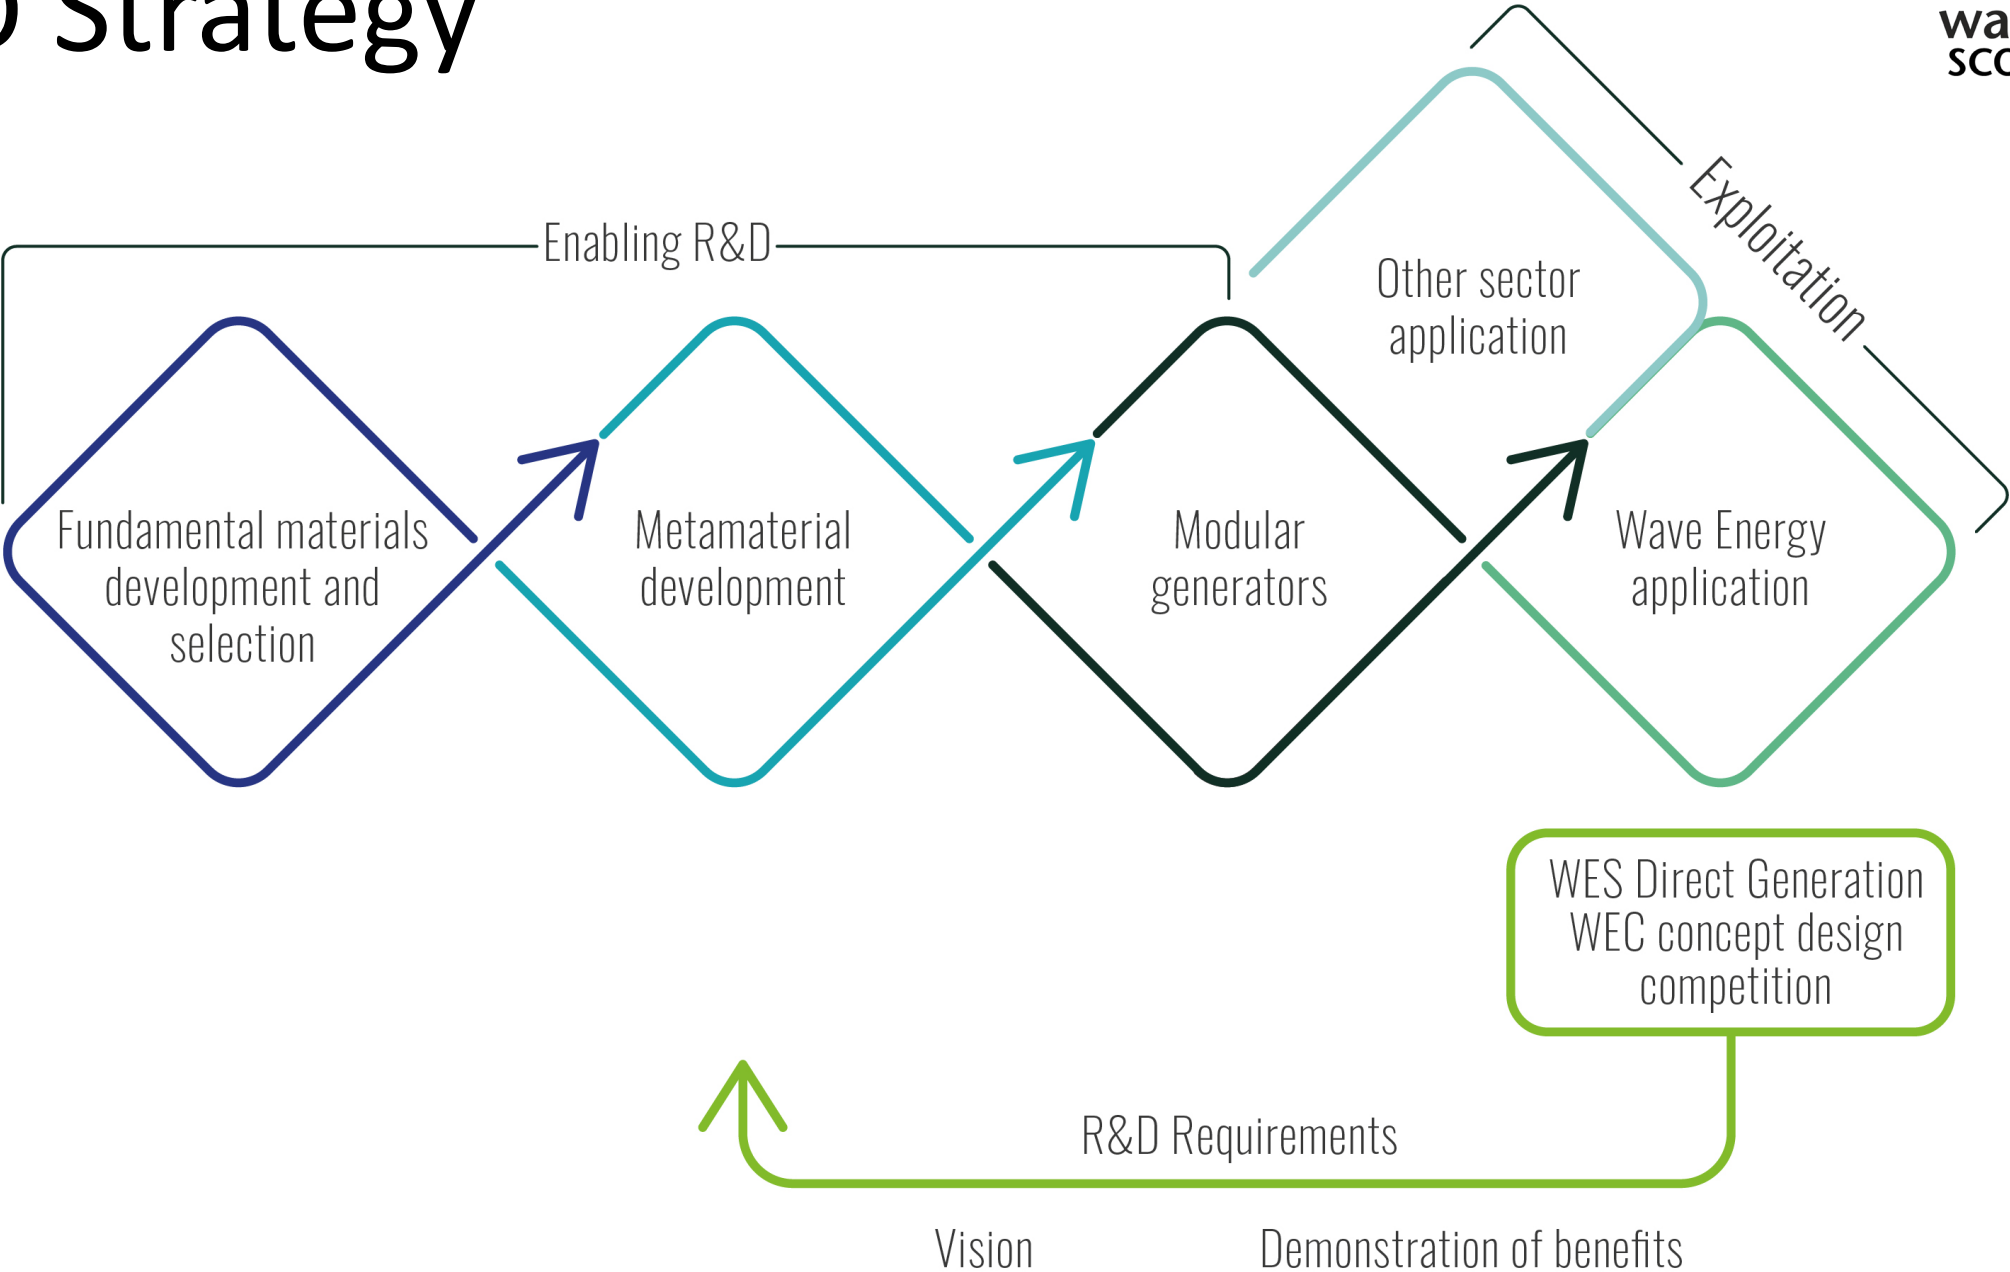 Strategy
Enabling R&D
Exploitation
Other sector
application
Fundamental materials
development and
selection
Metamaterial
development
Modular
generators
Wave Energy
application
WES Direct Generation
WEC concept design
competition
R&D Requirements
Vision
Demonstration of benefits